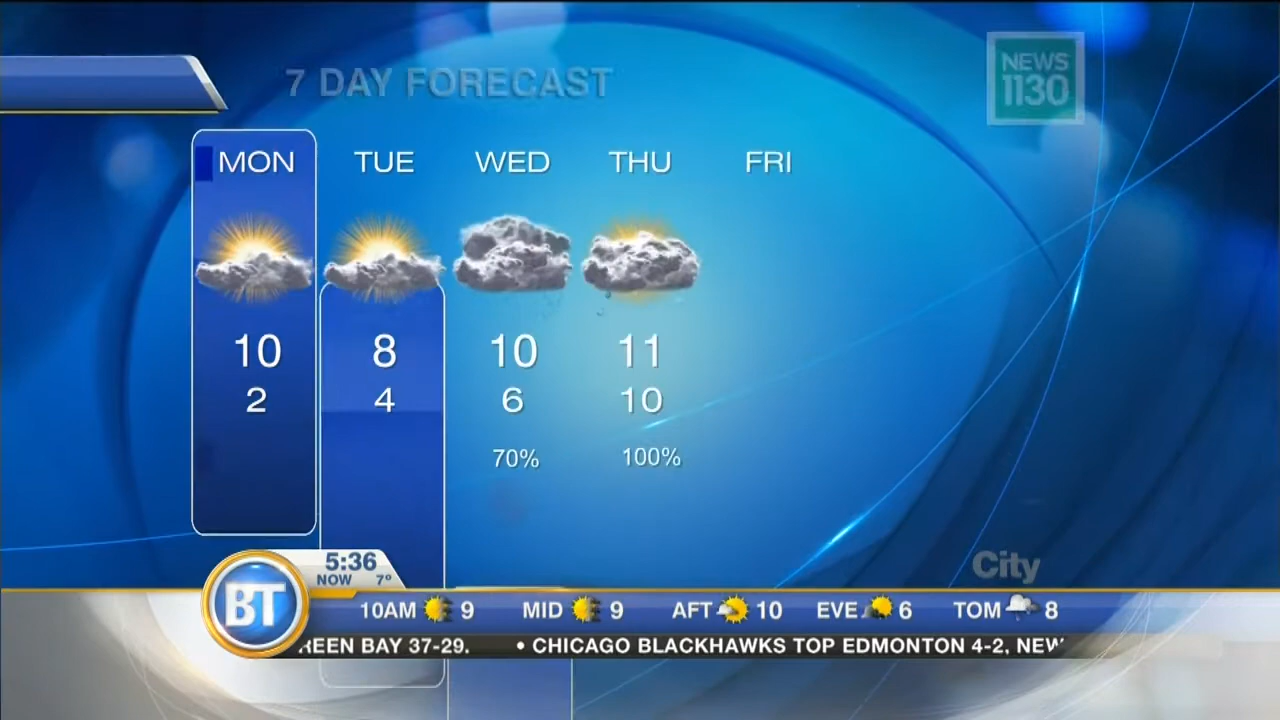 7 DAY FORECAST
NEWS
1130
MON TUE WED THU FRI
10 8 10 11
2 4 6 10
70% 100%
City
5:36
NOW 7°
BT
10AM 9 MID 9 AFT 10 EVE 6 TOM 8
REEN BAY 37-29. • CHICAGO BLACKHAWKS TOP EDMONTON 4-2, NEW